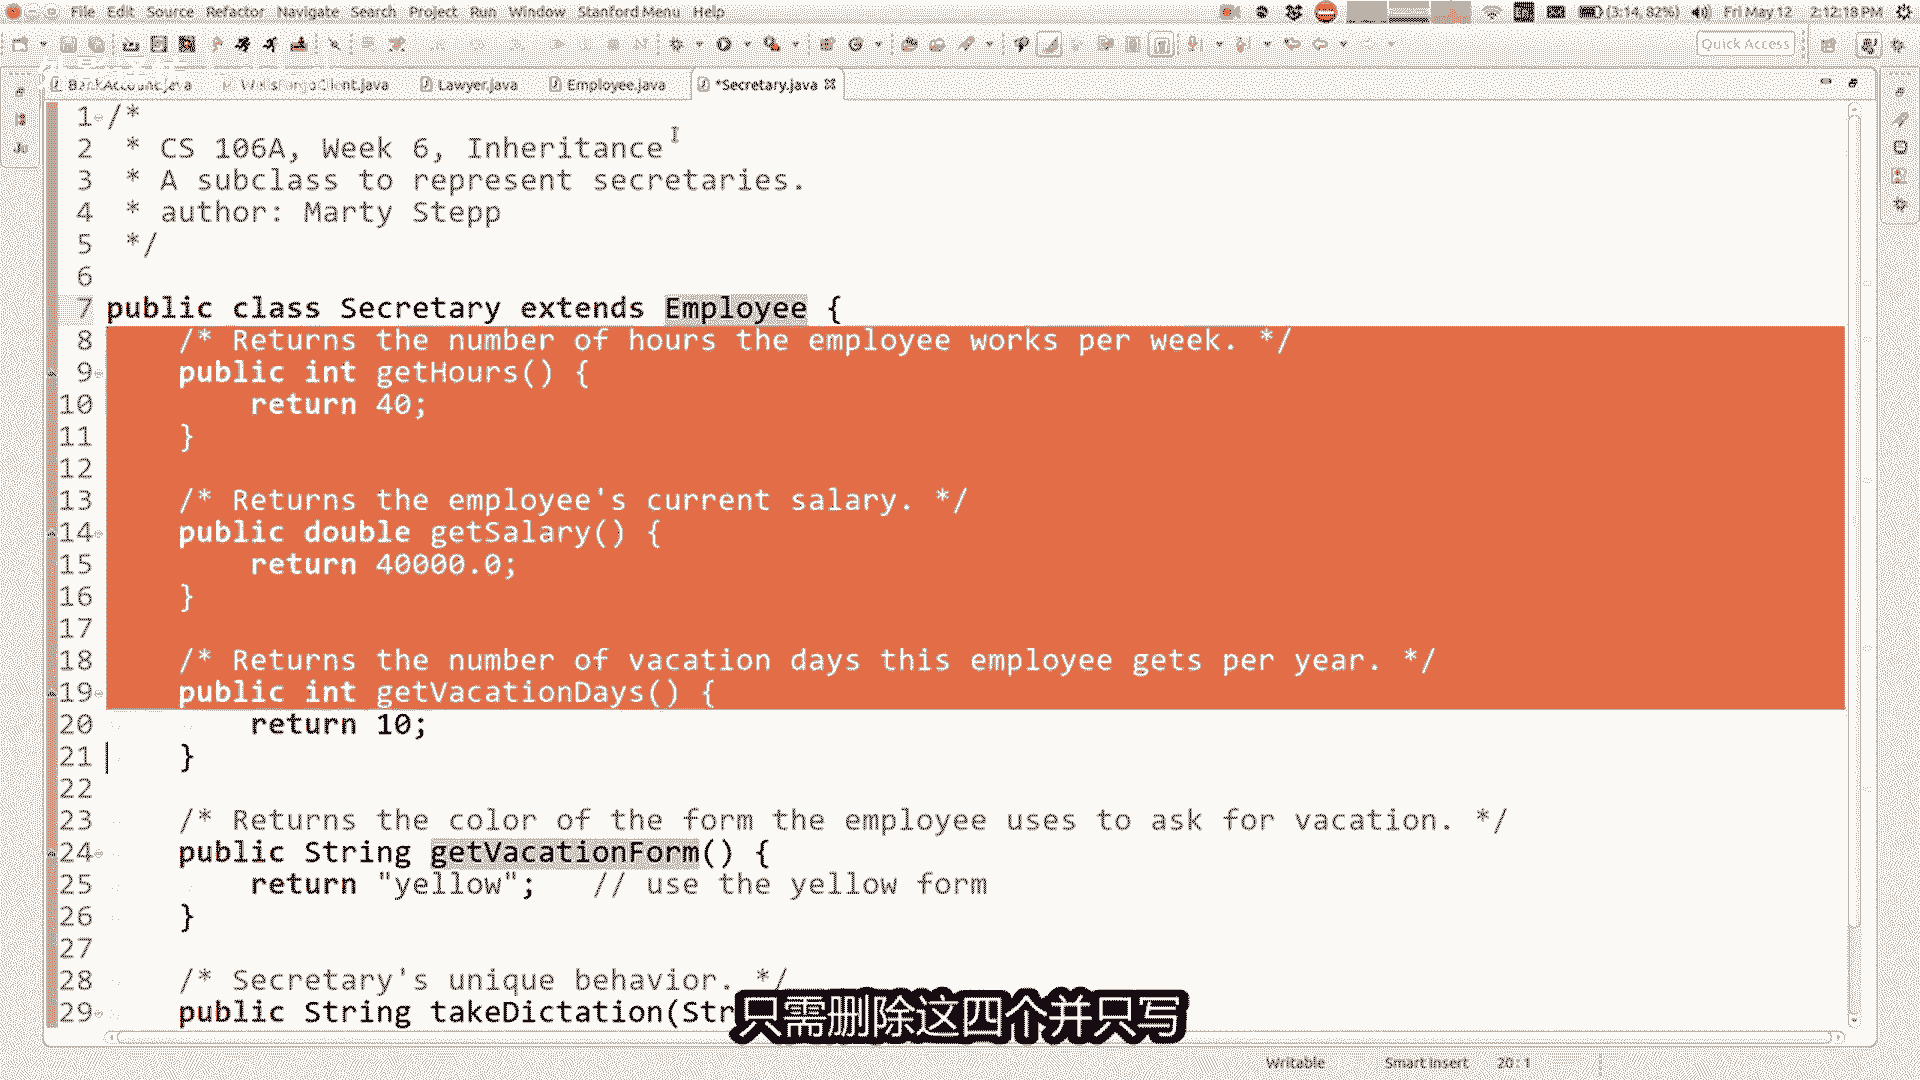 File Edit Source Refactor Navigate Search Project Run Window Stanford Menu Help (3:14, 82%) Fri May 12 2:12:18 PM
Quick Access
BankAccount.java Lawyer.java Employee.java *Secretary.java
1 /*
2 * CS 106A, Week 6, Inheritance
3 * A subclass to represent secretaries.
4 * author: Marty Stepp
5 */
6
7 public class Secretary extends Employee {
8 /* Returns the number of hours the employee works per week. */
9 public int getHours() {
10 return 40;
11 }
12
13 /* Returns the employee's current salary. */
14 public double getSalary() {
15 return 40000.0;
16 }
17
18 /* Returns the number of vacation days this employee gets per year. */
19 public int getVacationDays() {
20 return 10;
21 }
22
23 /* Returns the color of the form the employee uses to ask for vacation. */
24 public String getVacationForm() {
25 return "yellow"; // use the yellow form
26 }
27
28 /* Secretary's unique behavior. */
29 public String takeDictation(Str
只需删除这四个并只写
Writable Smart Insert 20 : 1